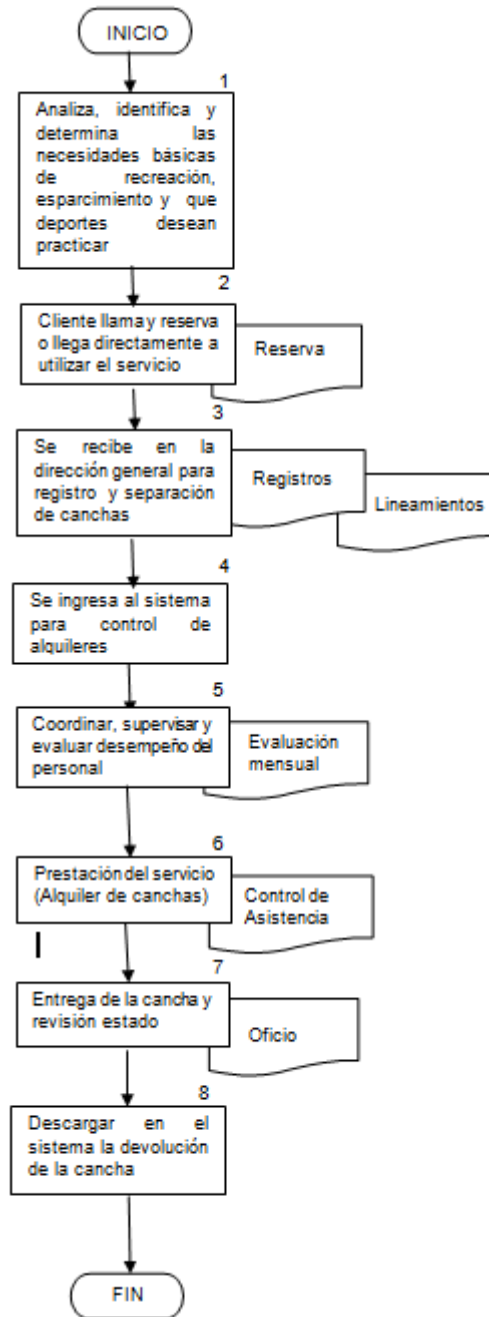 INICIO
1
Analiza, identifica y
determina las
necesidades básicas
de recreación,
esparcimiento y que
deportes desean
practicar
2
Cliente llama y reserva
o llega directamente a
utilizar el servicio
Reserva
3
Se recibe en la
dirección general para
registro y separación
de canchas
Registros
Lineamientos
4
Se ingresa al sistema
para control de
alquileres
5
Coordinar, supervisar y
evaluar desempeño del
personal
Evaluación
mensual
6
Prestación del servicio
(Alquiler de canchas)
Control de
Asistencia
7
Entrega de la cancha y
revisión estado
Oficio
8
Descargar en el
sistema la devolución
de la cancha
FIN